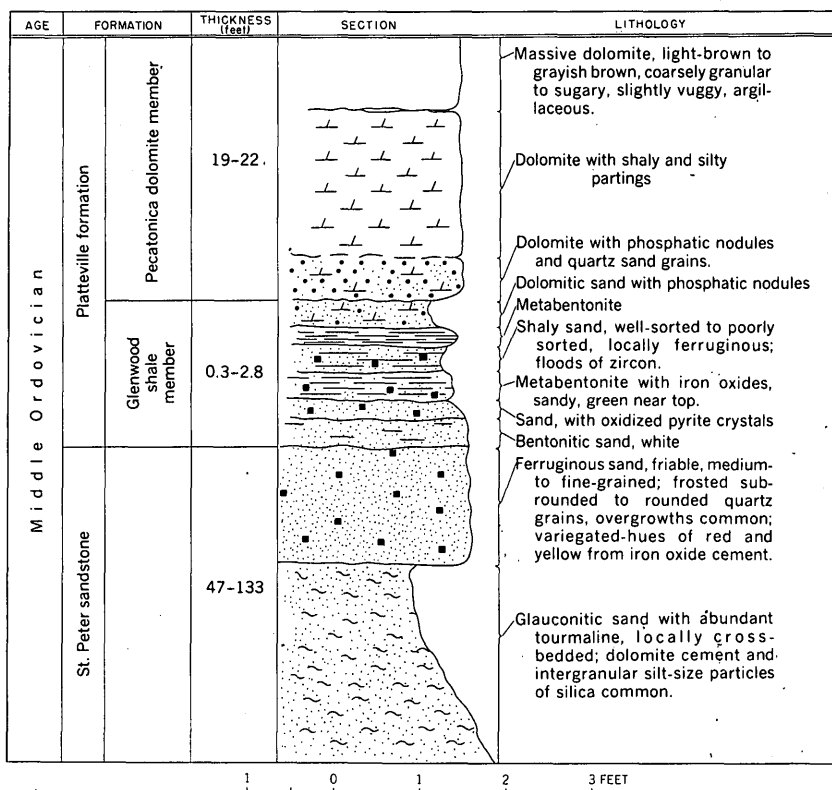 AGE FORMATION THICKNESS (feet) SECTION LITHOLOGY
Middle Ordovician
Platteville formation
Pecatonica dolomite member
19-22
Glenwood
shale
member
0.3-2.8
St. Peter sandstone
47-133
Massive dolomite, light-brown to
grayish brown, coarsely granular
to sugary, slightly vuggy, argil-
laceous.
Dolomite with shaly and silty
partings
Dolomite with phosphatic nodules
and quartz sand grains.
Dolomitic sand with phosphatic nodules
Metabentonite
Shaly sand, well-sorted to poorly
sorted, locally ferruginous;
floods of zircon.
Metabentonite with iron oxides,
sandy, green near top.
Sand, with oxidized pyrite crystals
Bentonitic sand, white
Ferruginous sand, friable, medium-
to fine-grained; frosted sub-
rounded to rounded quartz
grains, overgrowths common;
variegated-hues of red and
yellow from iron oxide cement.
Glauconitic sand with abundant
tourmaline, locally cross-
bedded; dolomite cement and
intergranular silt-size particles
of silica common.
1 0 1 2 3 FEET